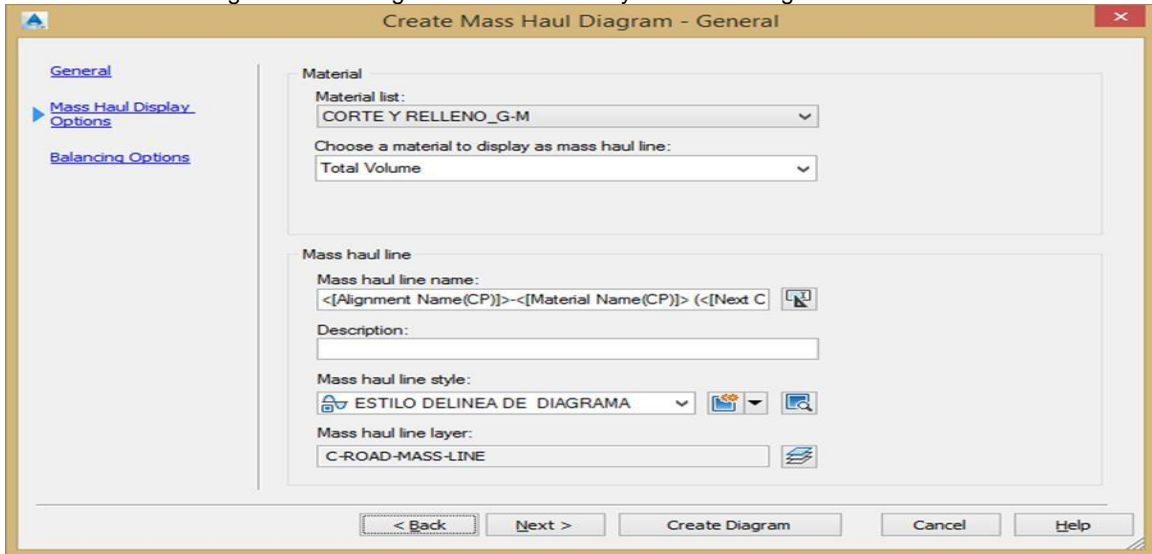 Create Mass Haul Diagram - General
General
Mass Haul Display
Options
Balancing Options
Material
Material list:
CORTE Y RELLENO_G-M
Choose a material to display as mass haul line:
Total Volume
Mass haul line
Mass haul line name:
<[Alignment Name(CP)]>-<[Material Name(CP)]> (<[Next C
Description:
Mass haul line style:
ESTILO DELINEA DE DIAGRAMA
Mass haul line layer:
C-ROAD-MASS-LINE
< Back
Next >
Create Diagram
Cancel
Help